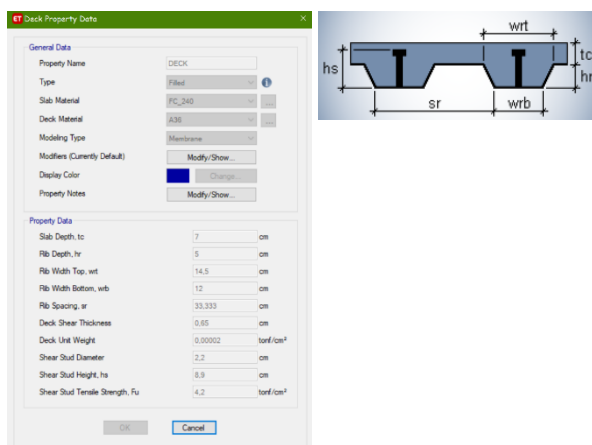 ET Deck Property Data
General Data
Property Name DECK
Type Filled
Slab Material FC_240 ...
Deck Material A36 ...
Modeling Type Membrane
Modifiers (Currently Default) Modify/Show...
Display Color Change...
Property Notes Modify/Show...
Property Data
Slab Depth, tc 7 cm
Rib Depth, hr 5 cm
Rib Width Top, wrt 14,5 cm
Rib Width Bottom, wrb 12 cm
Rib Spacing, sr 33,333 cm
Deck Shear Thickness 0,65 cm
Deck Unit Weight 0,00002 tonf/cm²
Shear Stud Diameter 2,2 cm
Shear Stud Height, hs 8,9 cm
Shear Stud Tensile Strength, Fu 4,2 tonf/cm²
OK Cancel
wrt
tc
hs
hr
sr
wrb